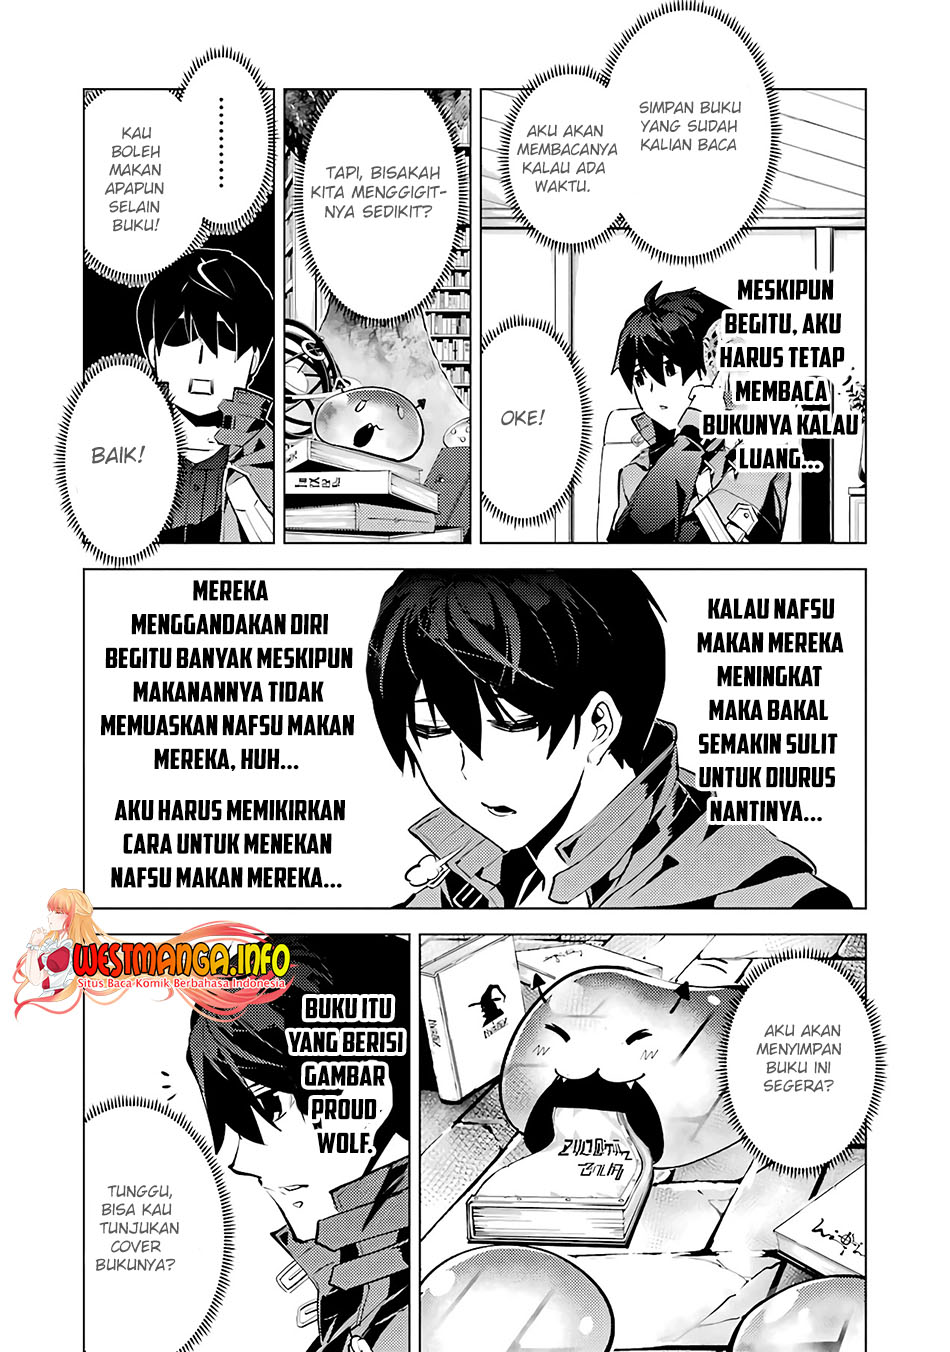 SIMPAN BUKU
YANG SUDAH
KALIAN BACA
AKU AKAN
MEMBACANYA
KALAU ADA
WAKTU.
MESKIPUN
BEGITU, AKU
HARUS TETAP
MEMBACA
BUKUNYA KALAU
LUANG...
OKE!
TAPI, BISAKAH
KITA MENGGIGIT-
NYA SEDIKIT?
..........
KAU
BOLEH
MAKAN
APAPUN
SELAIN
BUKU!
BAIK!
KALAU NAFSU
MAKAN MEREKA
MENINGKAT
MAKA BAKAL
SEMAKIN SULIT
UNTUK DIURUS
NANTINYA...
MEREKA
MENGGANDAKAN DIRI
BEGITU BANYAK MESKIPUN
MAKANANNYA TIDAK
MEMUASKAN NAFSU MAKAN
MEREKA, HUH...
AKU HARUS MEMIKIRKAN
CARA UNTUK MENEKAN
NAFSU MAKAN MEREKA...
WESTMANGA.INFO
Situs Baca Komik Berbahasa Indonesia
AKU AKAN
MENYIMPAN
BUKU INI
SEGERA?
BUKU ITU
YANG BERISI
GAMBAR
PROUD
WOLF.
TUNGGU,
BISA KAU
TUNJUKAN
COVER
BUKUNYA?